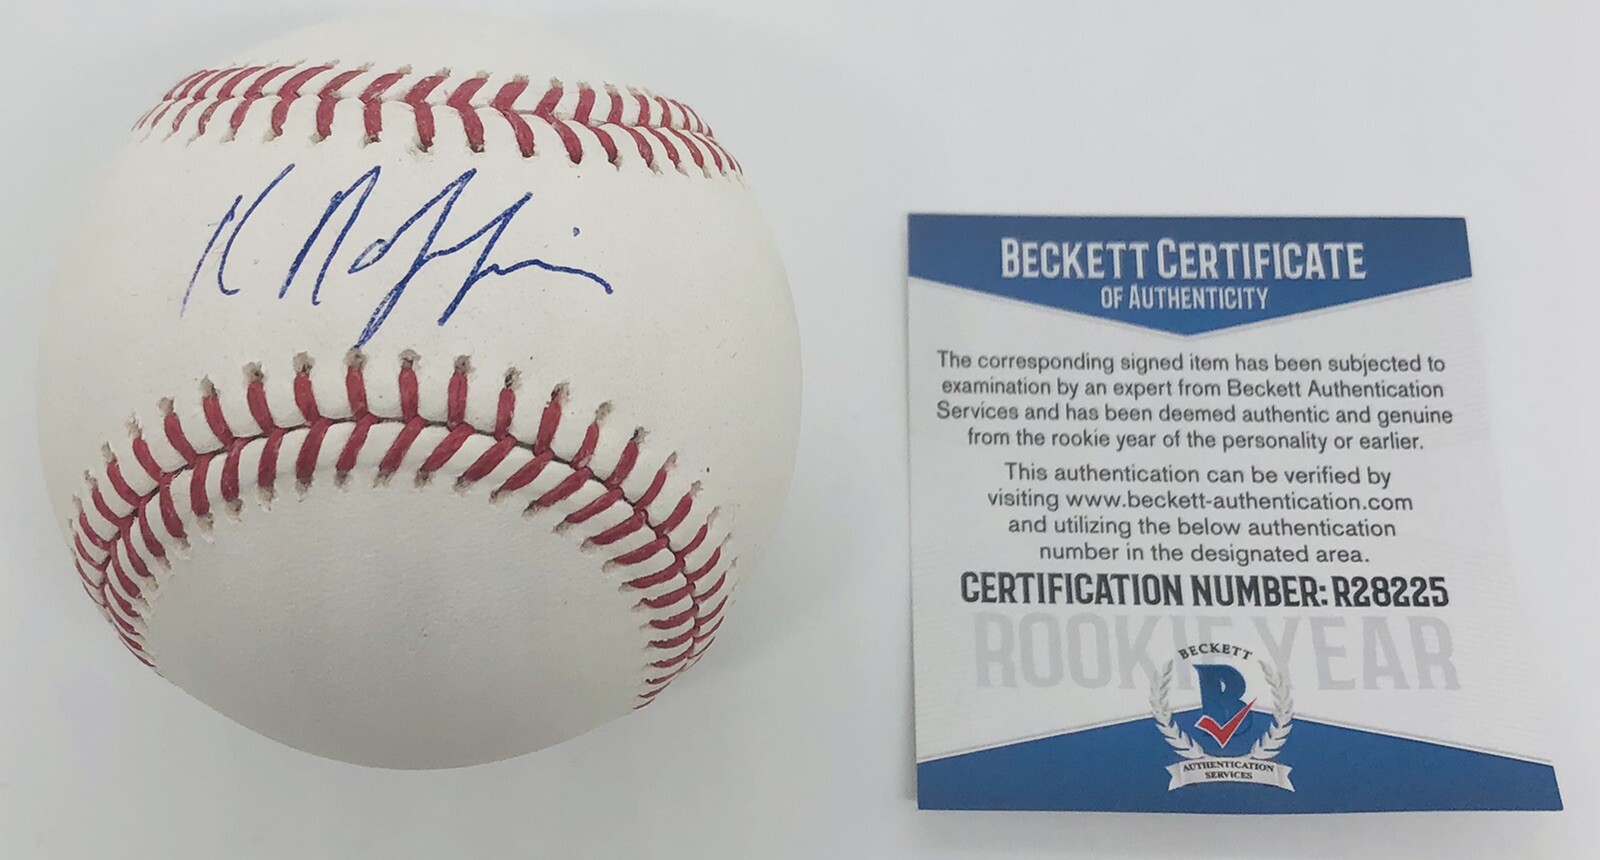 BECKETT CERTIFICATE
OF AUTHENTICITY
The corresponding signed item has been subjected to
examination by an expert from Beckett Authentication
Services and has been deemed authentic and genuine
from the rookie year of the personality or earlier.
This authentication can be verified by
visiting www.beckett-authentication.com
and utilizing the below authentication
number in the designated area.
CERTIFICATION NUMBER: R28225
ROOKIE YEAR
BECKETT
B
AUTHENTICATION
SERVICES